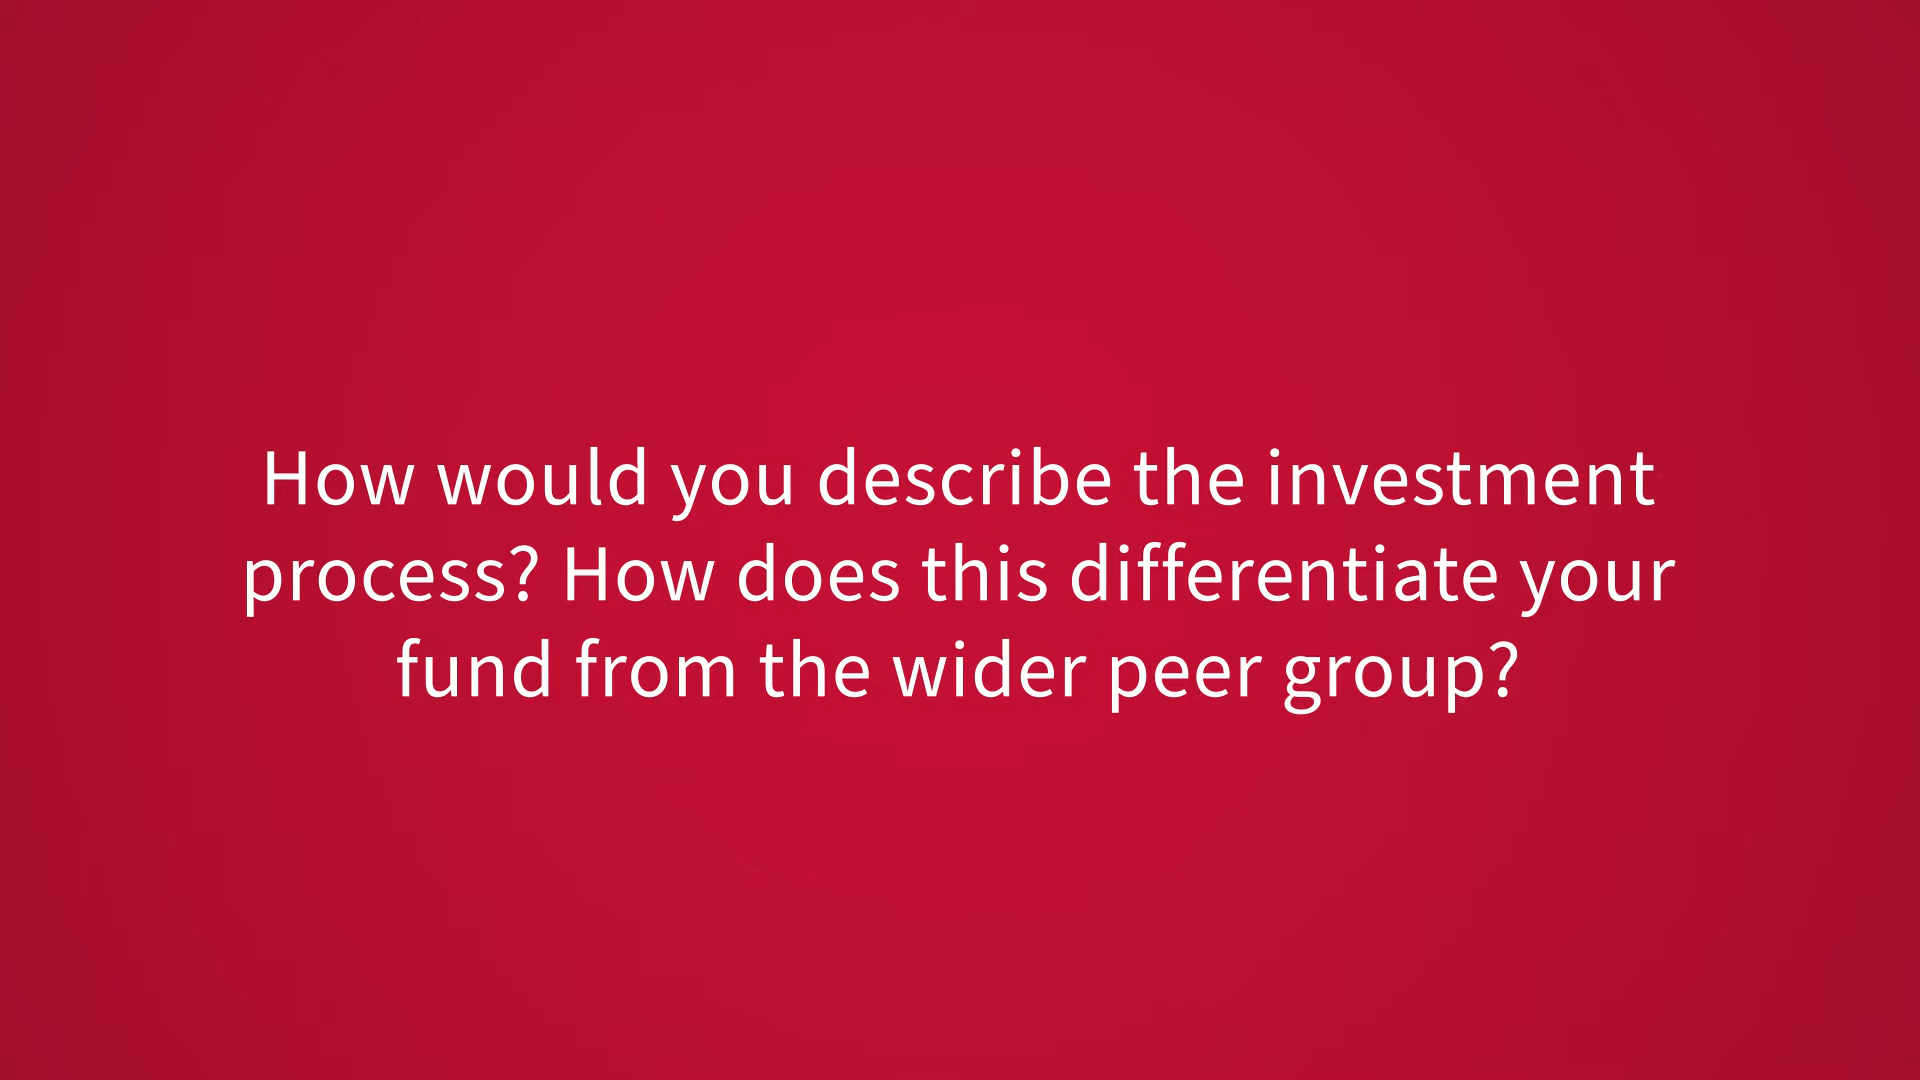 How would you describe the investment
process? How does this differentiate your
fund from the wider peer group?